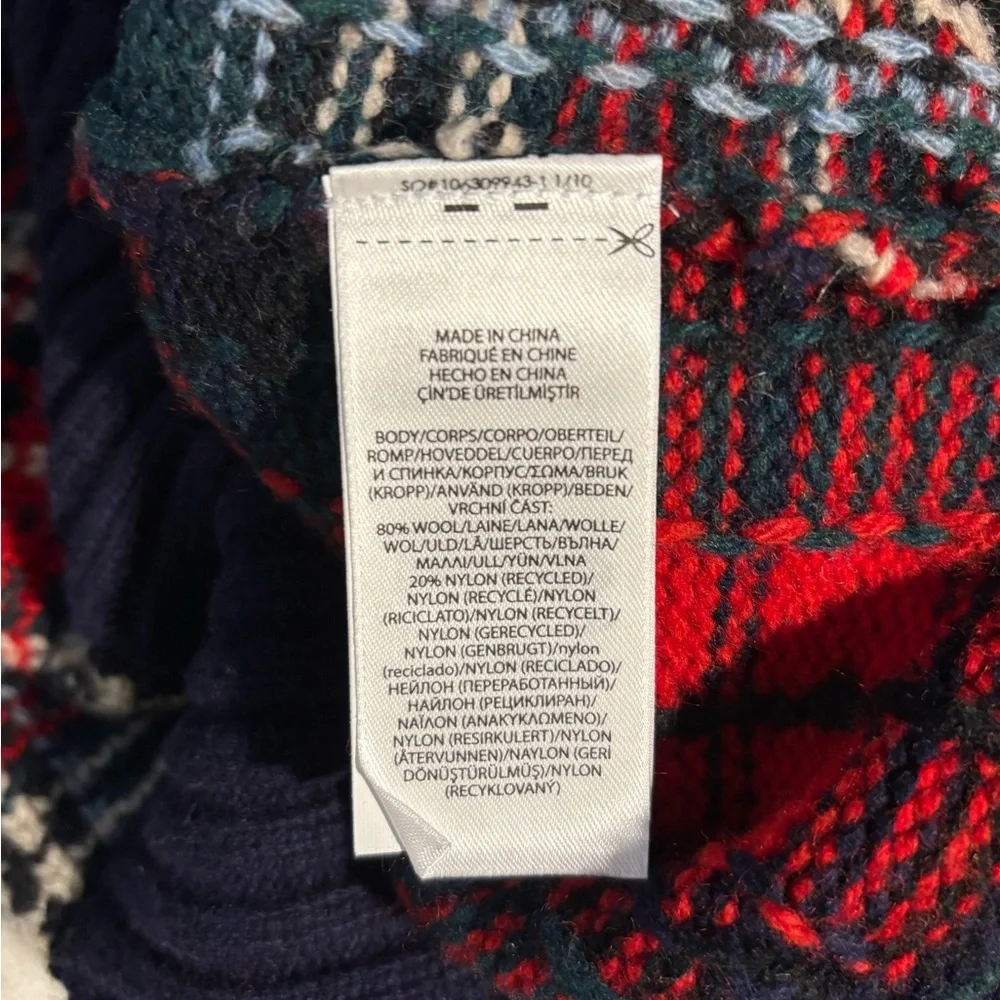 SO#106309943-1 1/10
MADE IN CHINA
FABRIQUÉ EN CHINE
HECHO EN CHINA
ÇİN'DE ÜRETİLMİŞTİR
BODY/CORPS/CORPO/OBERTEIL/
ROMP/HOVEDDEL/CUERPO/ПЕРЕД
И СПИНКА/КОРПУС/ΣΩΜΑ/BRUK
(KROPP)/ANVÄND (KROPP)/BEDEN/
VRCHNÍ ČÁST:
80% WOOL/LAINE/LANA/WOLLE/
WOL/ULD/LÃ/ШЕРСТЬ/ВЪЛНА/
ΜΑΛΛΙ/ULL/YÜN/VLNA
20% NYLON (RECYCLED)/
NYLON (RECYCLÉ)/NYLON
(RICICLATO)/NYLON (RECYCELT)/
NYLON (GERECYCLED)/
NYLON (GENBRUGT)/nylon
(reciclado)/NYLON (RECICLADO)/
НЕЙЛОН (ПЕРЕРАБОТАННЫЙ)/
НАЙЛОН (РЕЦИКЛИРАН)/
ΝΑΪΛΟΝ (ΑΝΑΚΥΚΛΩΜΕΝΟ)/
NYLON (RESIRKULERT)/NYLON
(ÅTERVUNNEN)/NAYLON (GERİ
DÖNÜŞTÜRÜLMÜŞ)/NYLON
(RECYKLOVANÝ)